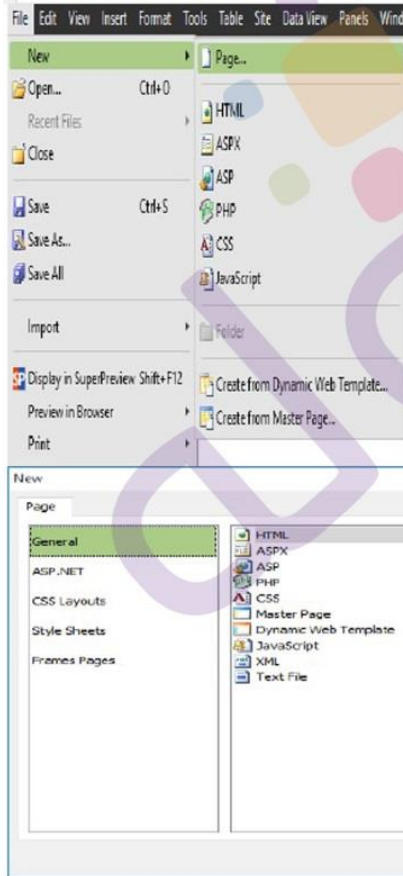 File Edit View Insert Format Tools Table Site Data View Panels
New
Page...
Open... Ctrl+O
Recent Files
Close
Save Ctrl+S
Save As...
Save All
Import
Display in SuperPreview Shift+F12
Preview in Browser
Print
HTML
ASPX
ASP
PHP
CSS
JavaScript
Folder
Create from Dynamic Web Template...
Create from Master Page...
New
Page
General
ASP.NET
CSS Layouts
Style Sheets
Frames Pages
HTML
ASPX
ASP
PHP
CSS
Master Page
Dynamic Web Template
JavaScript
XML
Text File